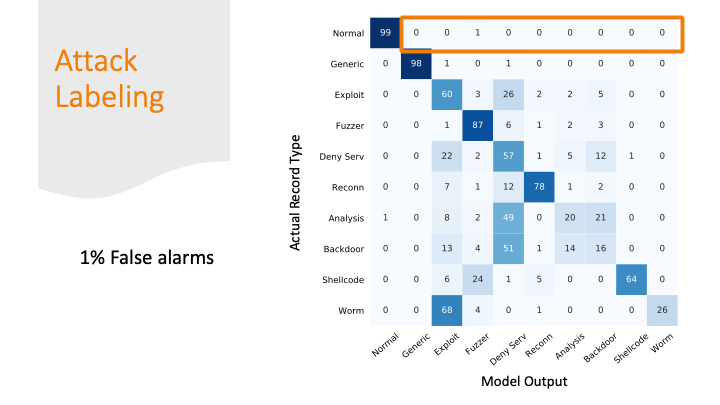 Attack
Labeling
1% False alarms
Actual Record Type
Normal 99 0 0 1 0 0 0 0 0 0
Generic 0 98 1 0 1 0 0 0 0 0
Exploit 0 0 60 3 26 2 2 5 0 0
Fuzzer 0 0 1 87 6 1 2 3 0 0
Deny Serv 0 0 22 2 57 1 5 12 1 0
Reconn 0 0 7 1 12 78 1 2 0 0
Analysis 1 0 8 2 49 0 20 21 0 0
Backdoor 0 0 13 4 51 1 14 16 0 0
Shellcode 0 0 6 24 1 5 0 0 64 0
Worm 0 0 68 4 0 1 0 0 0 26
Normal Generic Exploit Fuzzer Deny Serv Reconn Analysis Backdoor Shellcode Worm
Model Output